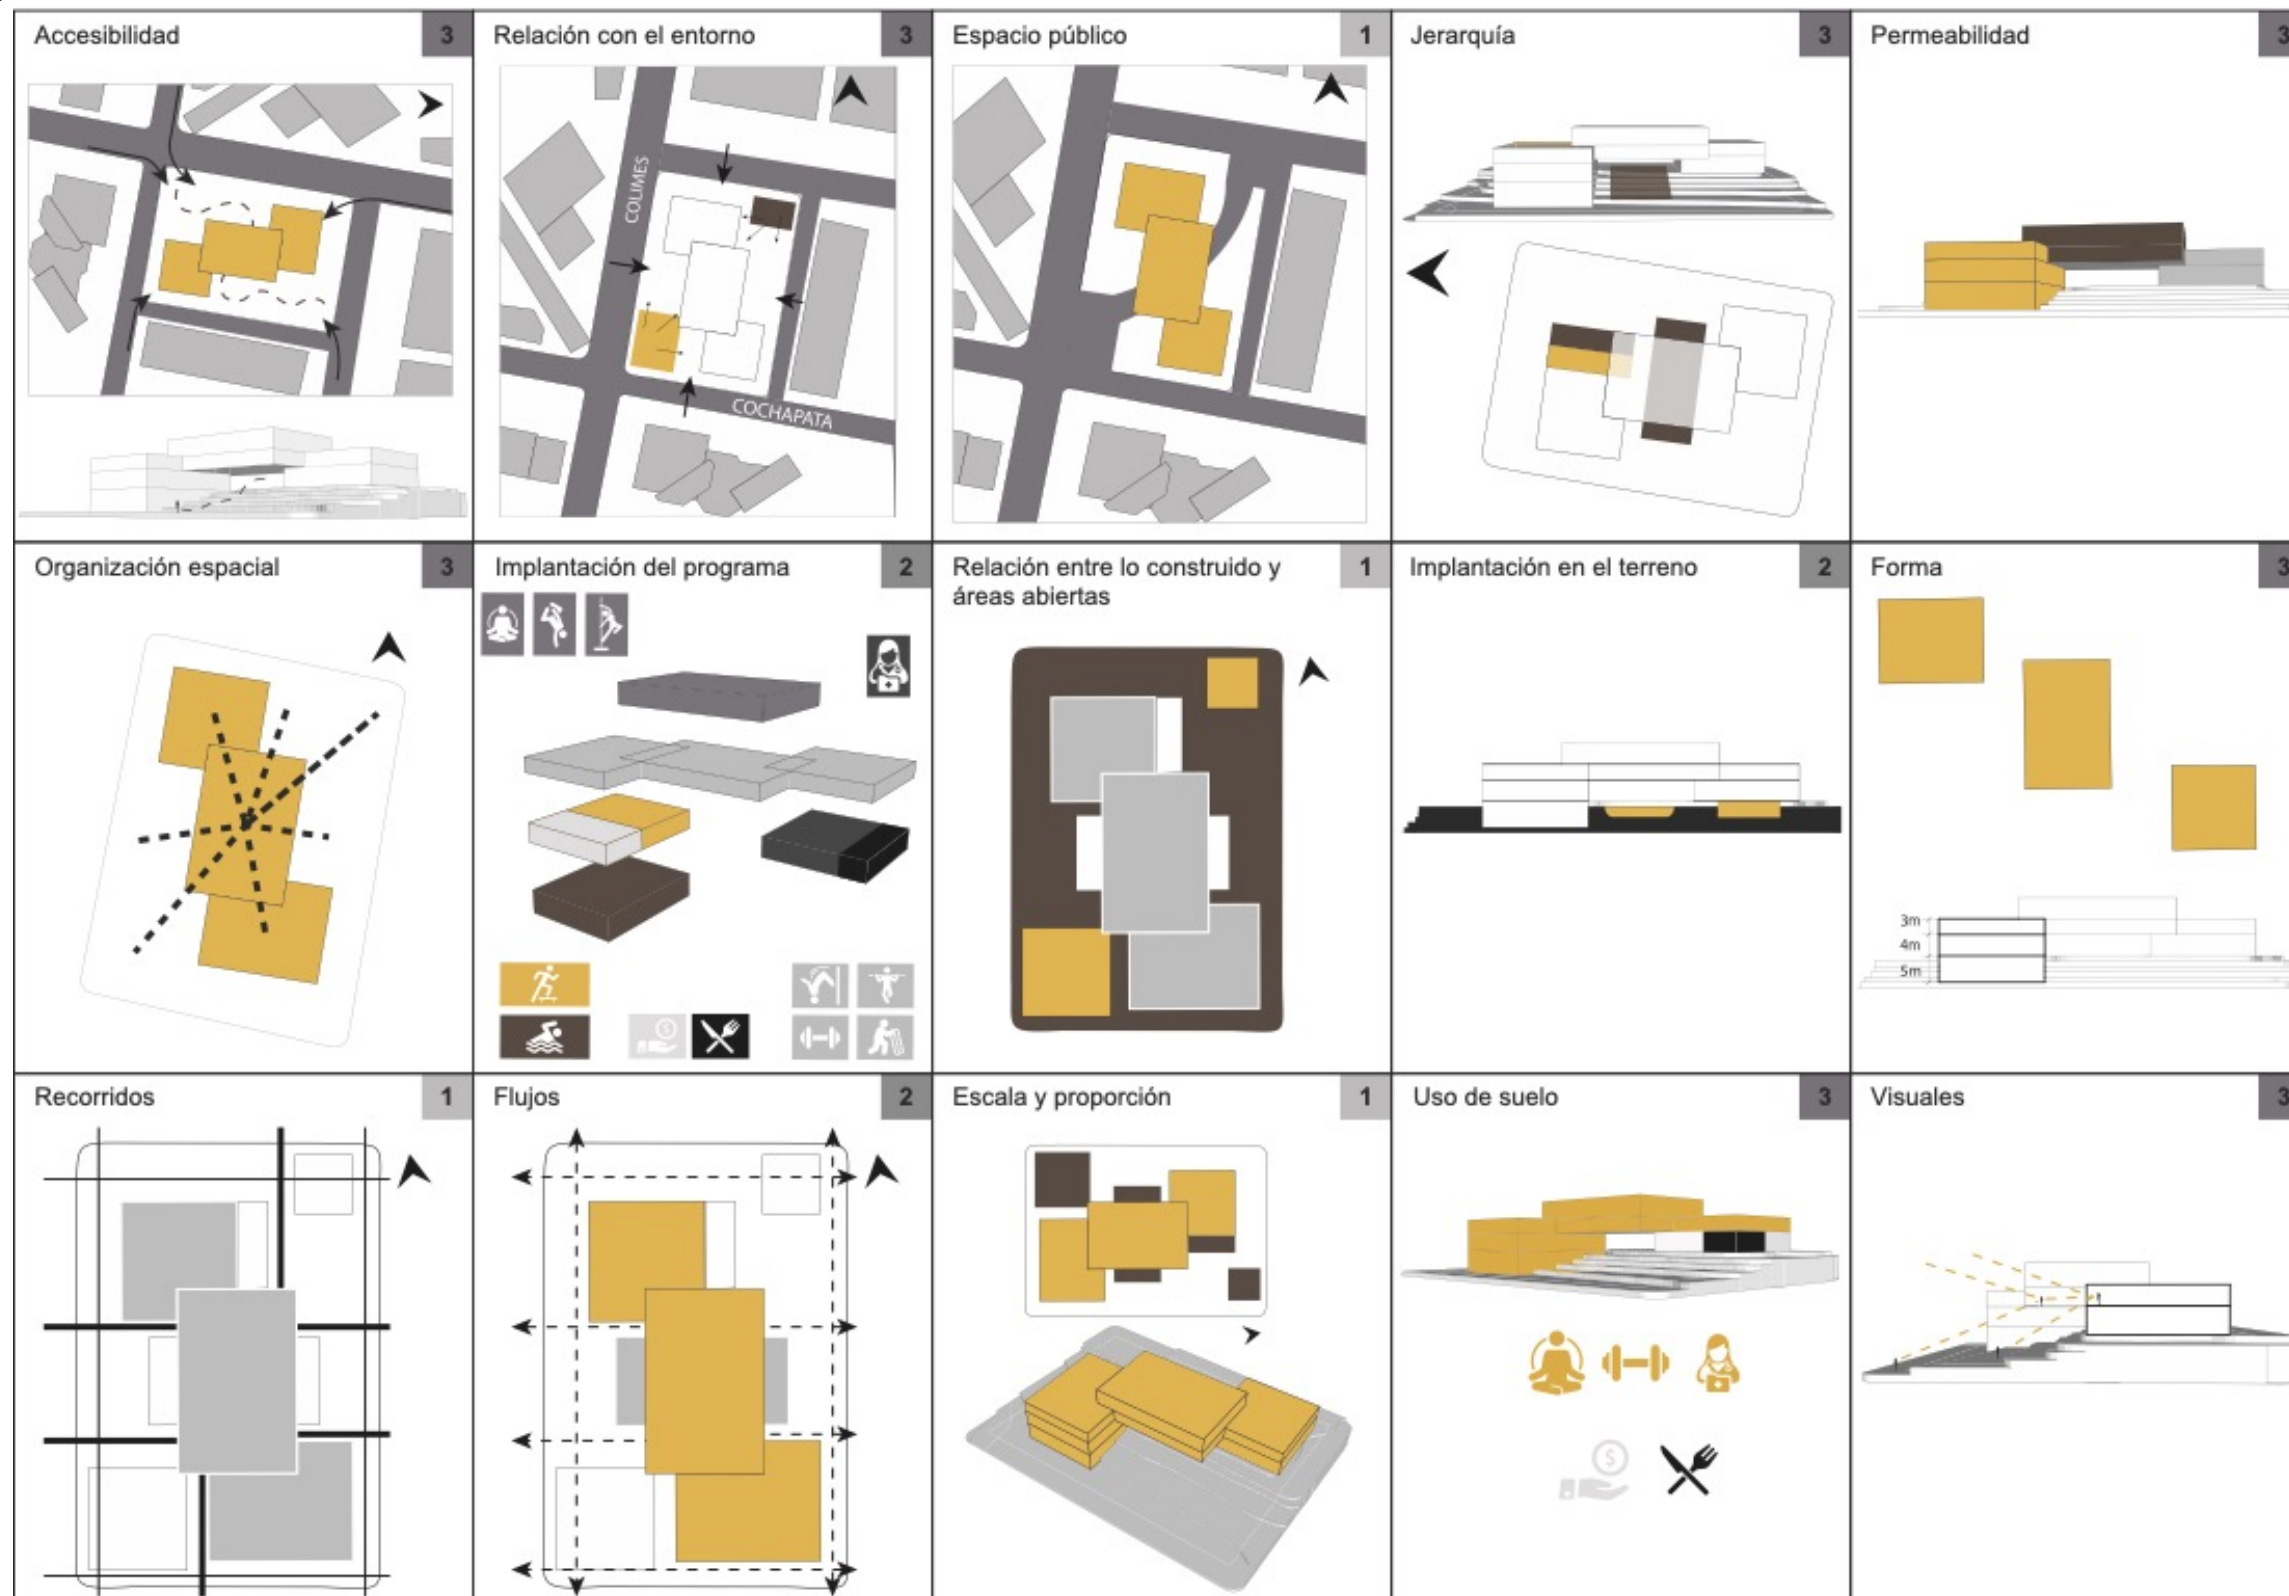 Accesibilidad 3
Relación con el entorno 3
Espacio público 1
Jerarquía 3
Permeabilidad 3
COLIMES
COCHAPATA
Organización espacial 3
Implantación del programa 2
Relación entre lo construido y 1
áreas abiertas
Implantación en el terreno 2
Forma 3
$
3m
4m
5m
Recorridos 1
Flujos 2
Escala y proporción 1
Uso de suelo 3
Visuales 3
$